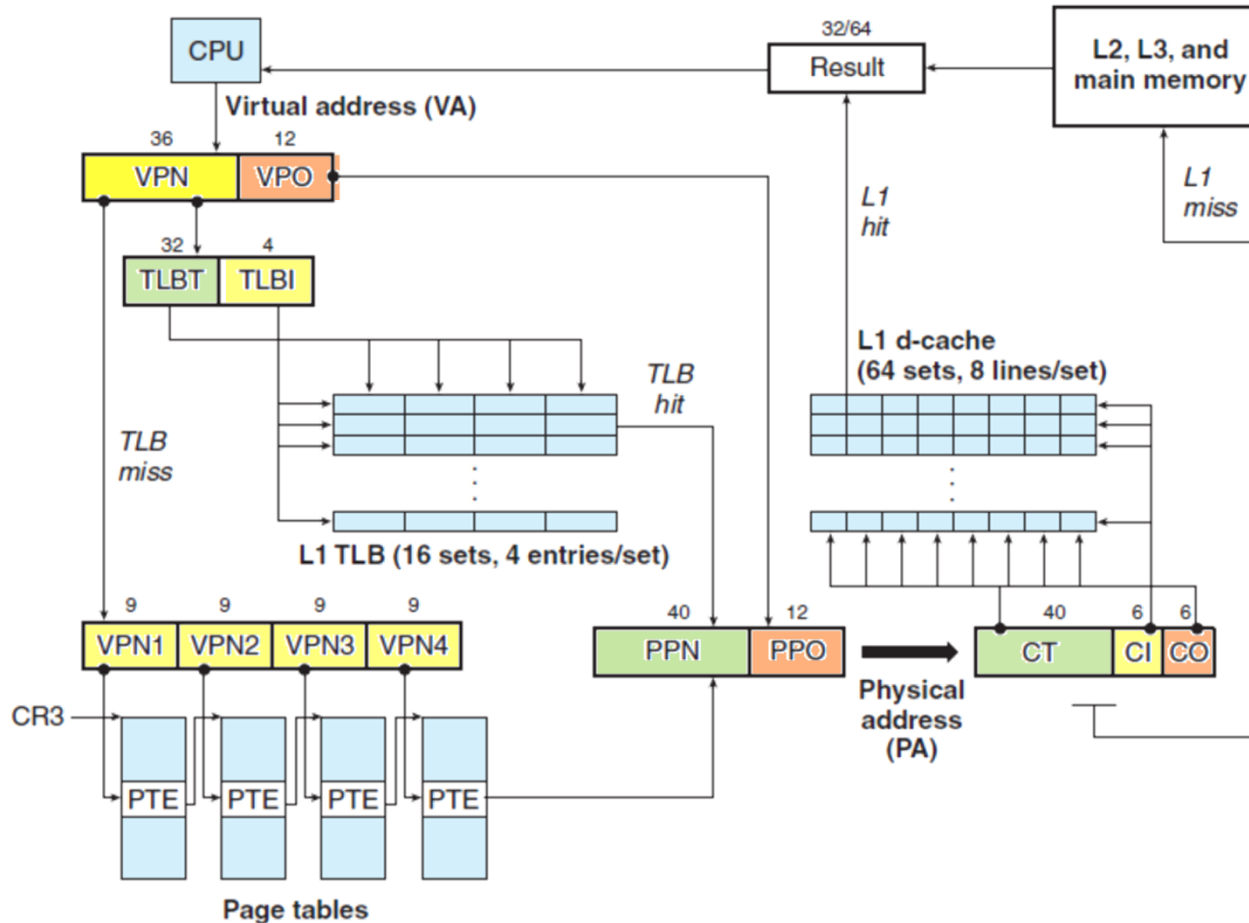 CPU
32/64
Result
L2, L3, and
main memory
Virtual address (VA)
36
12
VPN
VPO
L1
hit
L1
miss
32
4
TLBT
TLBI
TLB
hit
L1 d-cache
(64 sets, 8 lines/set)
TLB
miss
L1 TLB (16 sets, 4 entries/set)
9
9
9
9
VPN1
VPN2
VPN3
VPN4
40
12
PPN
PPO
40
6
6
CT
CI
CO
Physical
address
(PA)
CR3
PTE
PTE
PTE
PTE
Page tables